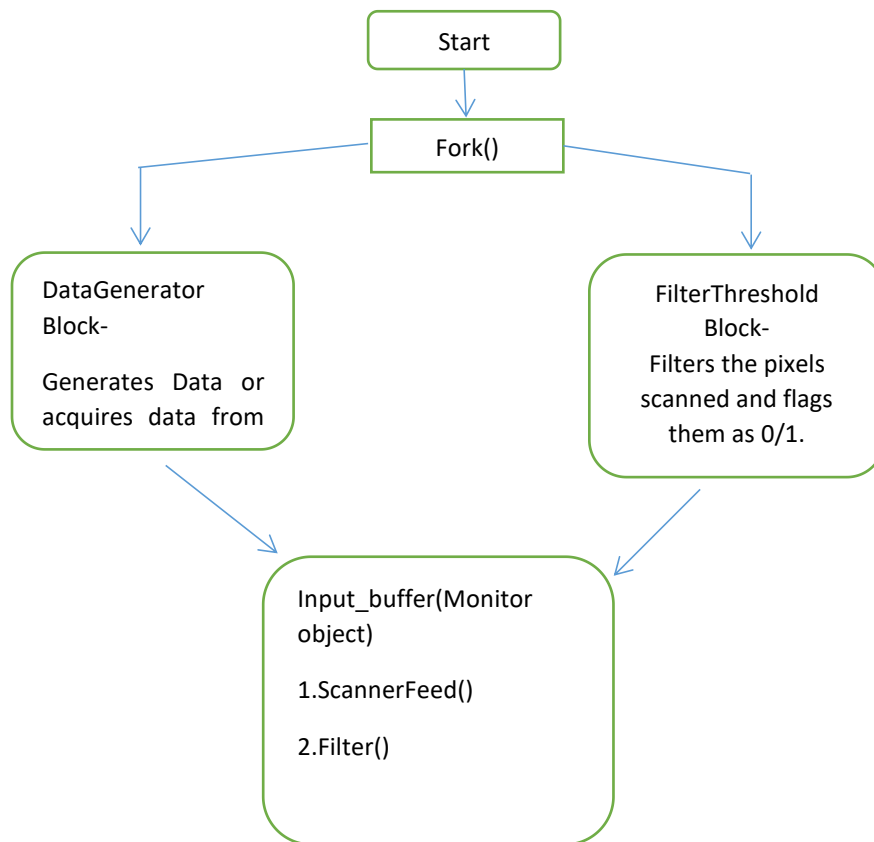 Start
Fork()
DataGenerator
Block-
Generates Data or
acquires data from
FilterThreshold
Block-
Filters the pixels
scanned and flags
them as 0/1.
Input_buffer(Monitor
object)
1.ScannerFeed()
2.Filter()